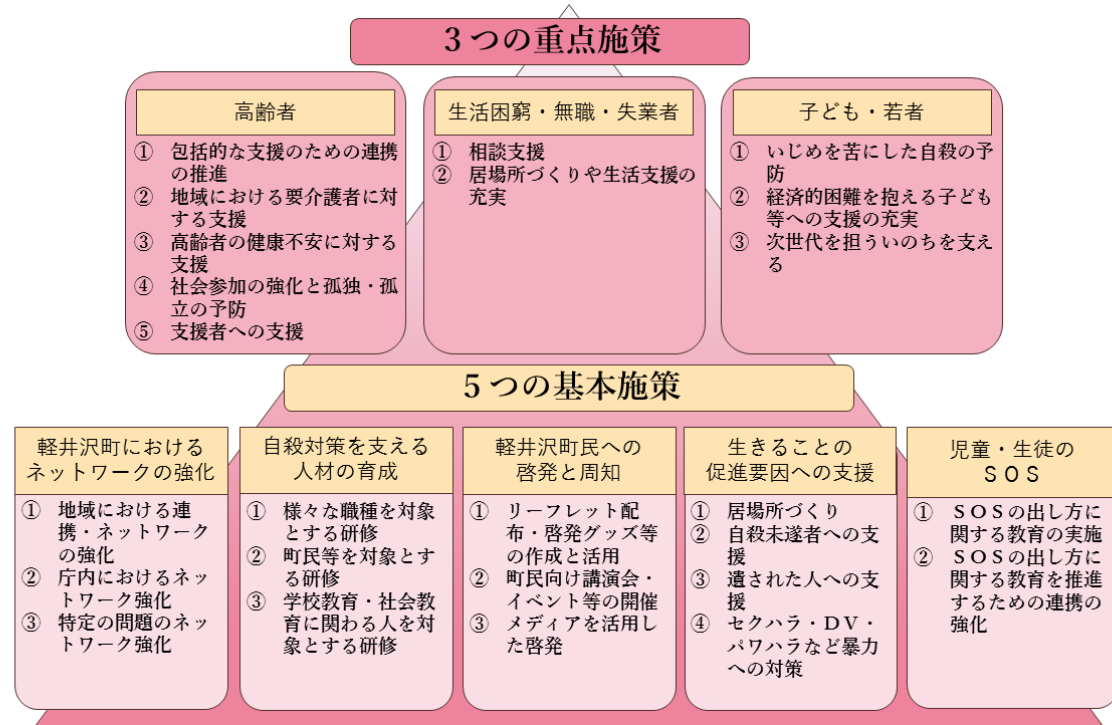 ３つの重点施策
高齢者
① 包括的な支援のための連携
の推進
② 地域における要介護者に対
する支援
③ 高齢者の健康不安に対する
支援
④ 社会参加の強化と孤独・孤
立の予防
⑤ 支援者への支援
生活困窮・無職・失業者
① 相談支援
② 居場所づくりや生活支援の
充実
子ども・若者
① いじめを苦にした自殺の予
防
② 経済的困難を抱える子ども
等への支援の充実
③ 次世代を担ういのちを支え
る
５つの基本施策
軽井沢町における
ネットワークの強化
① 地域における連
携・ネットワーク
の強化
② 庁内におけるネッ
トワーク強化
③ 特定の問題のネッ
トワーク強化
自殺対策を支える
人材の育成
① 様々な職種を対象
とする研修
② 町民等を対象とす
る研修
③ 学校教育・社会教
育に関わる人を対
象とする研修
軽井沢町民への
啓発と周知
① リーフレット配
布・啓発グッズ等
の作成と活用
② 町民向け講演会・
イベント等の開催
③ メディアを活用し
た啓発
生きることの
促進要因への支援
① 居場所づくり
② 自殺未遂者への支
援
③ 遺された人への支
援
④ セクハラ・ＤＶ・
パワハラなど暴力
への対策
児童・生徒の
ＳＯＳ
① ＳＯＳの出し方に
関する教育の実施
② ＳＯＳの出し方に
関する教育を推進
するための連携の
強化